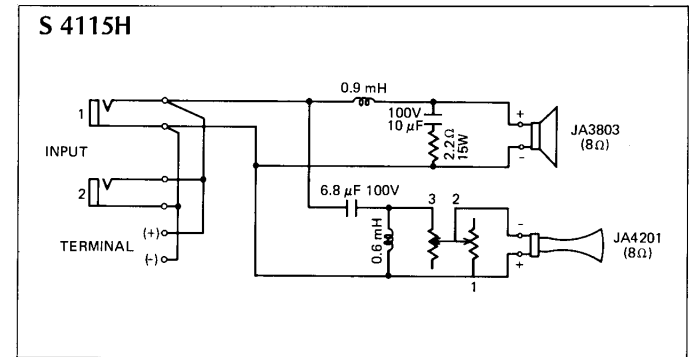 S 4115H
0.9 mH
1
100V
10 µF
2.2Ω
15W
+
-
JA3803
(8Ω)
INPUT
2
6.8 µF 100V
3
2
0.6 mH
-
+
JA4201
(8Ω)
1
TERMINAL
(+)
(-)